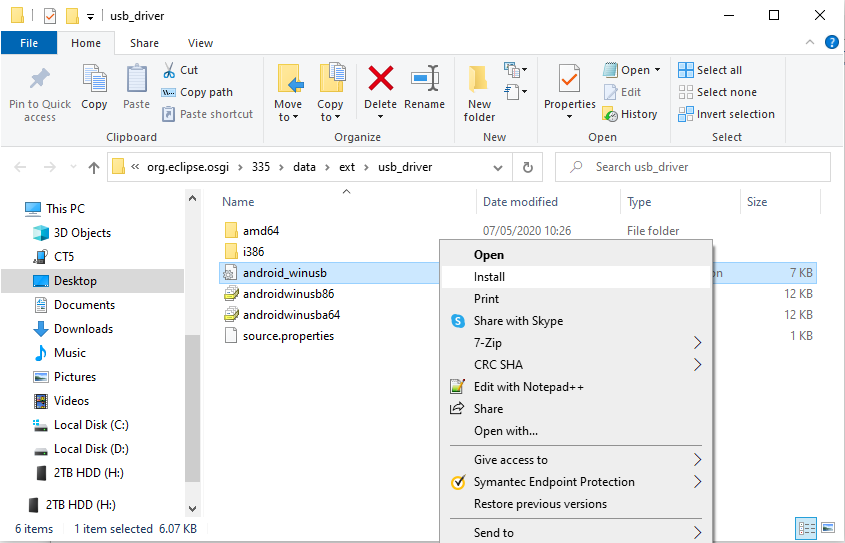 usb_driver
File Home Share View
Pin to Quick access
Copy
Paste
Cut
Copy path
Paste shortcut
Clipboard
Move to
Copy to
Delete
Rename
Organize
New folder
New
Properties
Open
Edit
History
Open
Select all
Select none
Invert selection
Select
« org.eclipse.osgi > 335 > data > ext > usb_driver
Search usb_driver
This PC
3D Objects
CT5
Desktop
Documents
Downloads
Music
Pictures
Videos
Local Disk (C:)
Local Disk (D:)
2TB HDD (H:)
2TB HDD (H:)
Name Date modified Type Size
amd64 07/05/2020 10:26 File folder
i386
android_winusb 7 KB
androidwinusb86 12 KB
androidwinusba64 12 KB
source.properties 1 KB
Open
Install
Print
Share with Skype
7-Zip
CRC SHA
Edit with Notepad++
Share
Open with...
Give access to
Symantec Endpoint Protection
Restore previous versions
Send to
6 items 1 item selected 6.07 KB